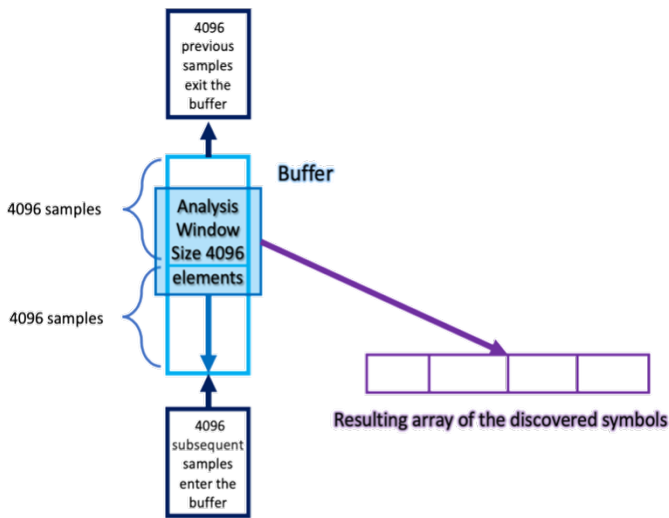 4096
previous
samples
exit the
buffer
Buffer
4096 samples
Analysis
Window
Size 4096
elements
4096 samples
Resulting array of the discovered symbols
4096
subsequent
samples
enter the
buffer